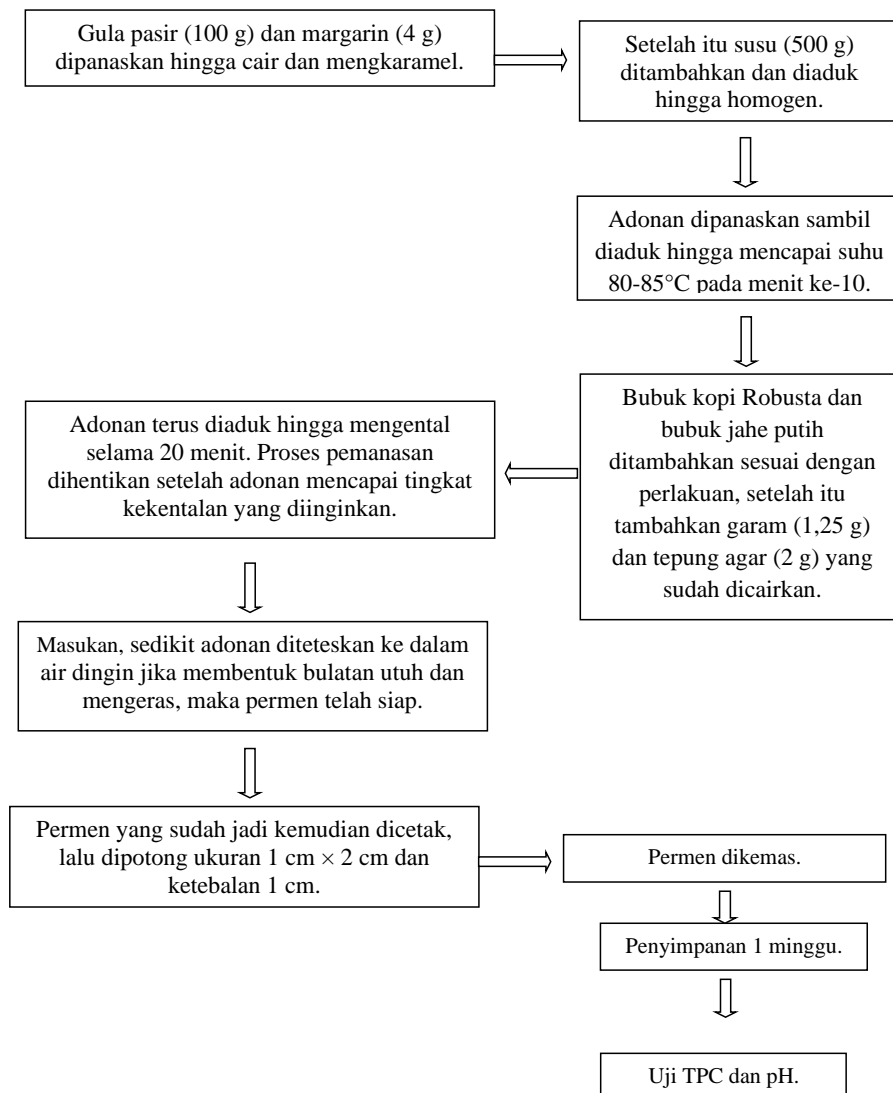 Gula pasir (100 g) dan margarin (4 g)
dipanaskan hingga cair dan mengkaramel.
Setelah itu susu (500 g)
ditambahkan dan diaduk
hingga homogen.
Adonan dipanaskan sambil
diaduk hingga mencapai suhu
80-85°C pada menit ke-10.
Bubuk kopi Robusta dan
bubuk jahe putih
ditambahkan sesuai dengan
perlakuan, setelah itu
tambahkan garam (1,25 g)
dan tepung agar (2 g) yang
sudah dicairkan.
Adonan terus diaduk hingga mengental
selama 20 menit. Proses pemanasan
dihentikan setelah adonan mencapai tingkat
kekentalan yang diinginkan.
Masukan, sedikit adonan diteteskan ke dalam
air dingin jika membentuk bulatan utuh dan
mengeras, maka permen telah siap.
Permen yang sudah jadi kemudian dicetak,
lalu dipotong ukuran 1 cm × 2 cm dan
ketebalan 1 cm.
Permen dikemas.
Penyimpanan 1 minggu.
Uji TPC dan pH.